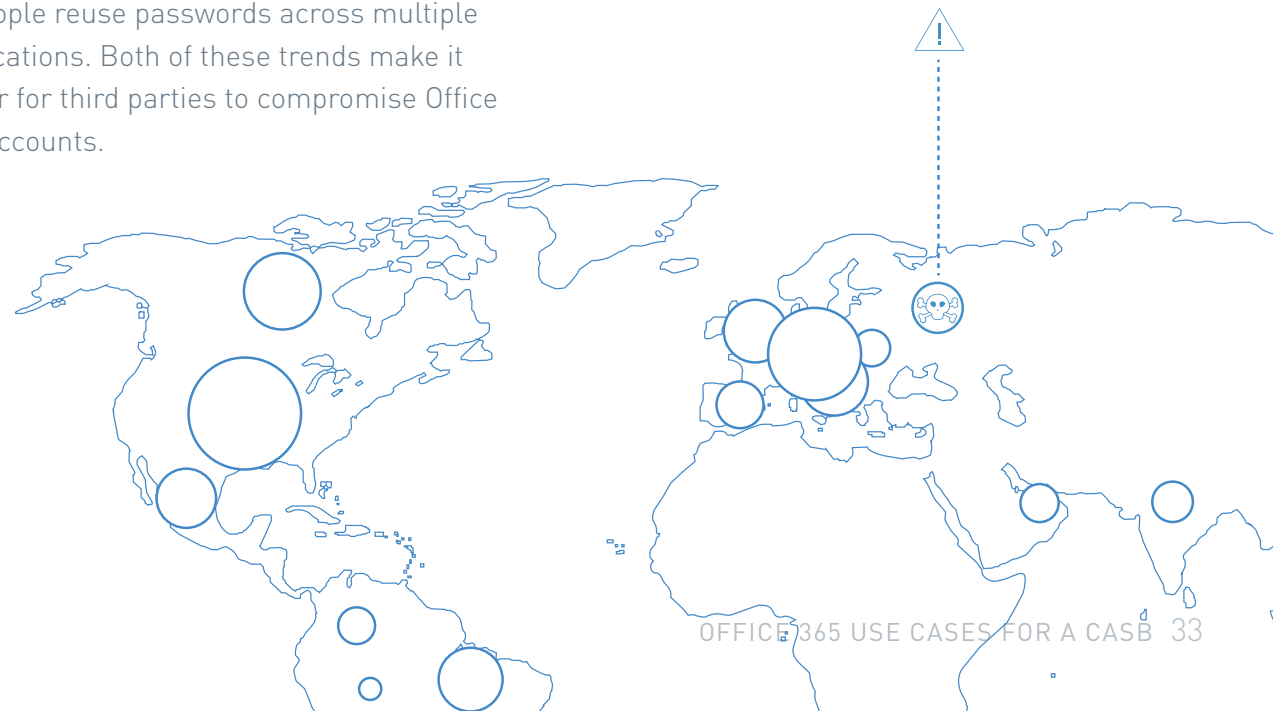 ople reuse passwords across multiple
cations. Both of these trends make it
r for third parties to compromise Office
ccounts.
OFFICE 365 USE CASES FOR A CASB 33